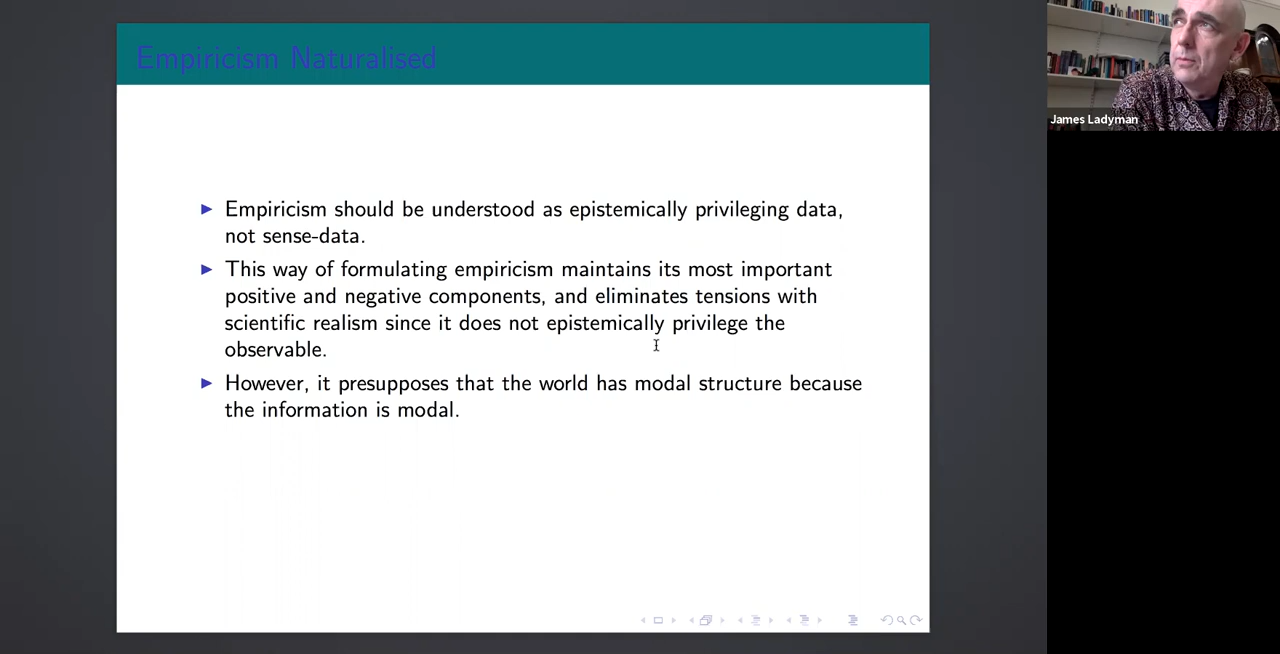 Empiricism Naturalised
James Ladyman
▶ Empiricism should be understood as epistemically privileging data,
not sense-data.
▶ This way of formulating empiricism maintains its most important
positive and negative components, and eliminates tensions with
scientific realism since it does not epistemically privilege the
observable.
▶ However, it presupposes that the world has modal structure because
the information is modal.